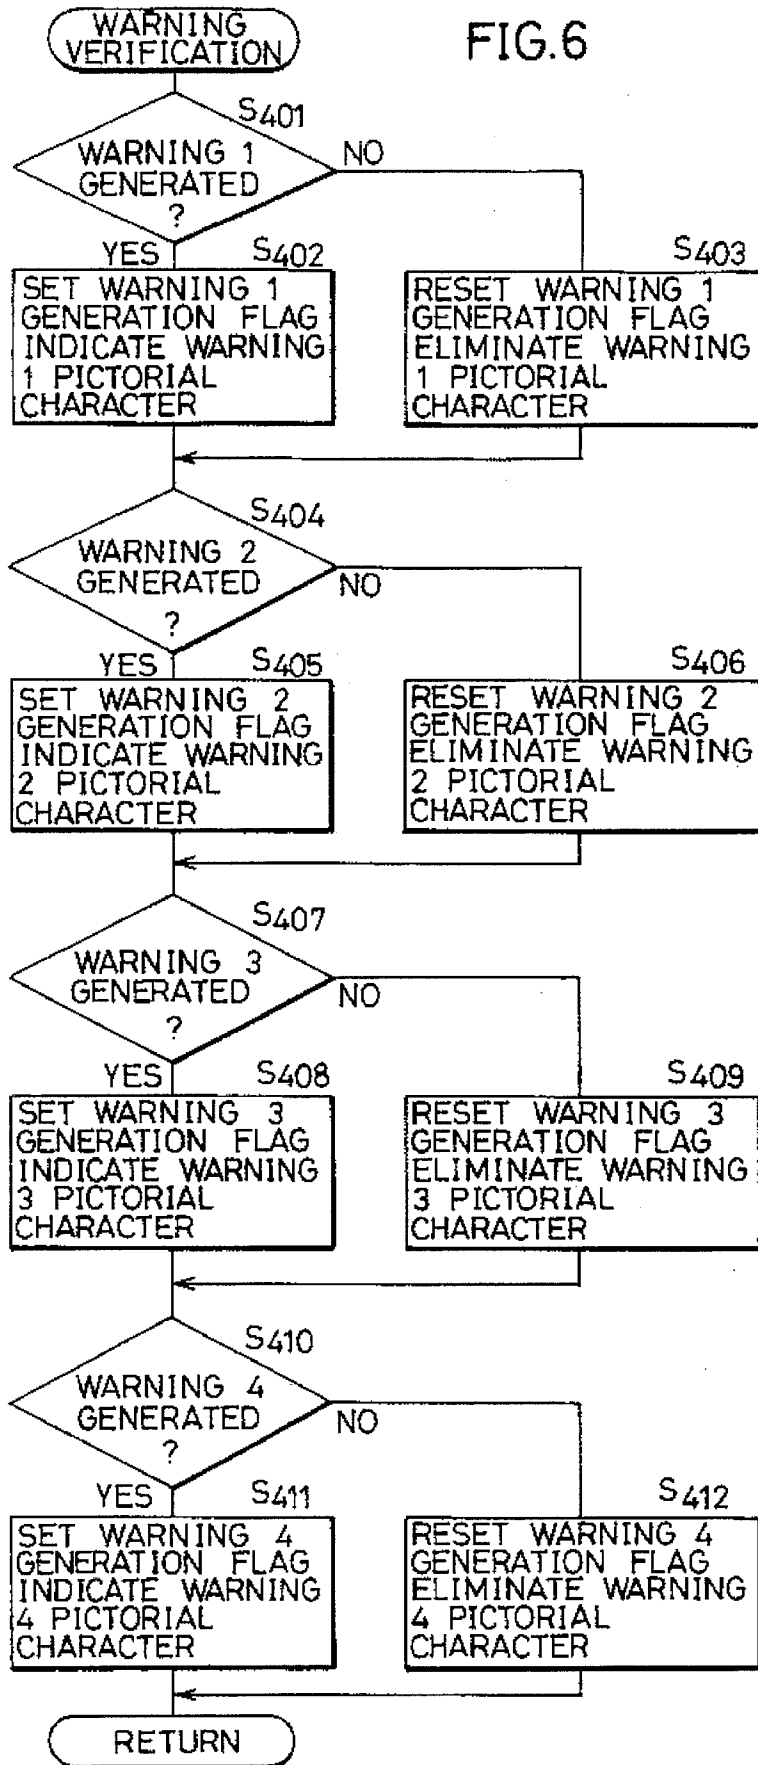 WARNING
VERIFICATION
FIG.6
S401
WARNING 1
GENERATED
?
NO
YES
S402
SET WARNING 1
GENERATION FLAG
INDICATE WARNING
1 PICTORIAL
CHARACTER
S403
RESET WARNING 1
GENERATION FLAG
ELIMINATE WARNING
1 PICTORIAL
CHARACTER
S404
WARNING 2
GENERATED
?
NO
YES
S405
SET WARNING 2
GENERATION FLAG
INDICATE WARNING
2 PICTORIAL
CHARACTER
S406
RESET WARNING 2
GENERATION FLAG
ELIMINATE WARNING
2 PICTORIAL
CHARACTER
S407
WARNING 3
GENERATED
?
NO
YES
S408
SET WARNING 3
GENERATION FLAG
INDICATE WARNING
3 PICTORIAL
CHARACTER
S409
RESET WARNING 3
GENERATION FLAG
ELIMINATE WARNING
3 PICTORIAL
CHARACTER
S410
WARNING 4
GENERATED
?
NO
YES
S411
SET WARNING 4
GENERATION FLAG
INDICATE WARNING
4 PICTORIAL
CHARACTER
S412
RESET WARNING 4
GENERATION FLAG
ELIMINATE WARNING
4 PICTORIAL
CHARACTER
RETURN